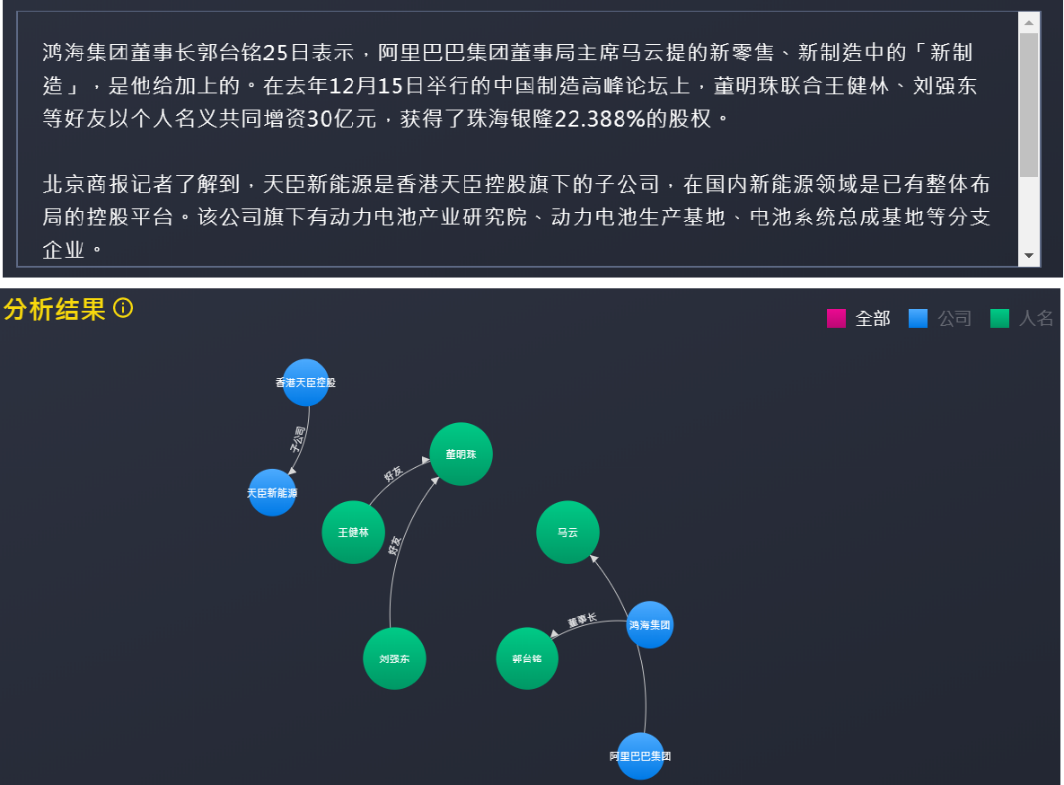 鸿海集团董事长郭台铭25日表示，阿里巴巴集团董事局主席马云提的新零售、新制造中的「新制
造」，是他给加上的。在去年12月15日举行的中国制造高峰论坛上，董明珠联合王健林、刘强东
等好友以个人名义共同增资30亿元，获得了珠海银隆22.388%的股权。
北京商报记者了解到，天臣新能源是香港天臣控股旗下的子公司，在国内新能源领域是已有整体布
局的控股平台。该公司旗下有动力电池产业研究院、动力电池生产基地、电池系统总成基地等分支
企业。
分析结果
全部 公司 人名
香港天臣控股
子公司
董明珠
好友
天臣新能源
王健林
马云
好友
董事长
鸿海集团
刘强东
郭台铭
阿里巴巴集团